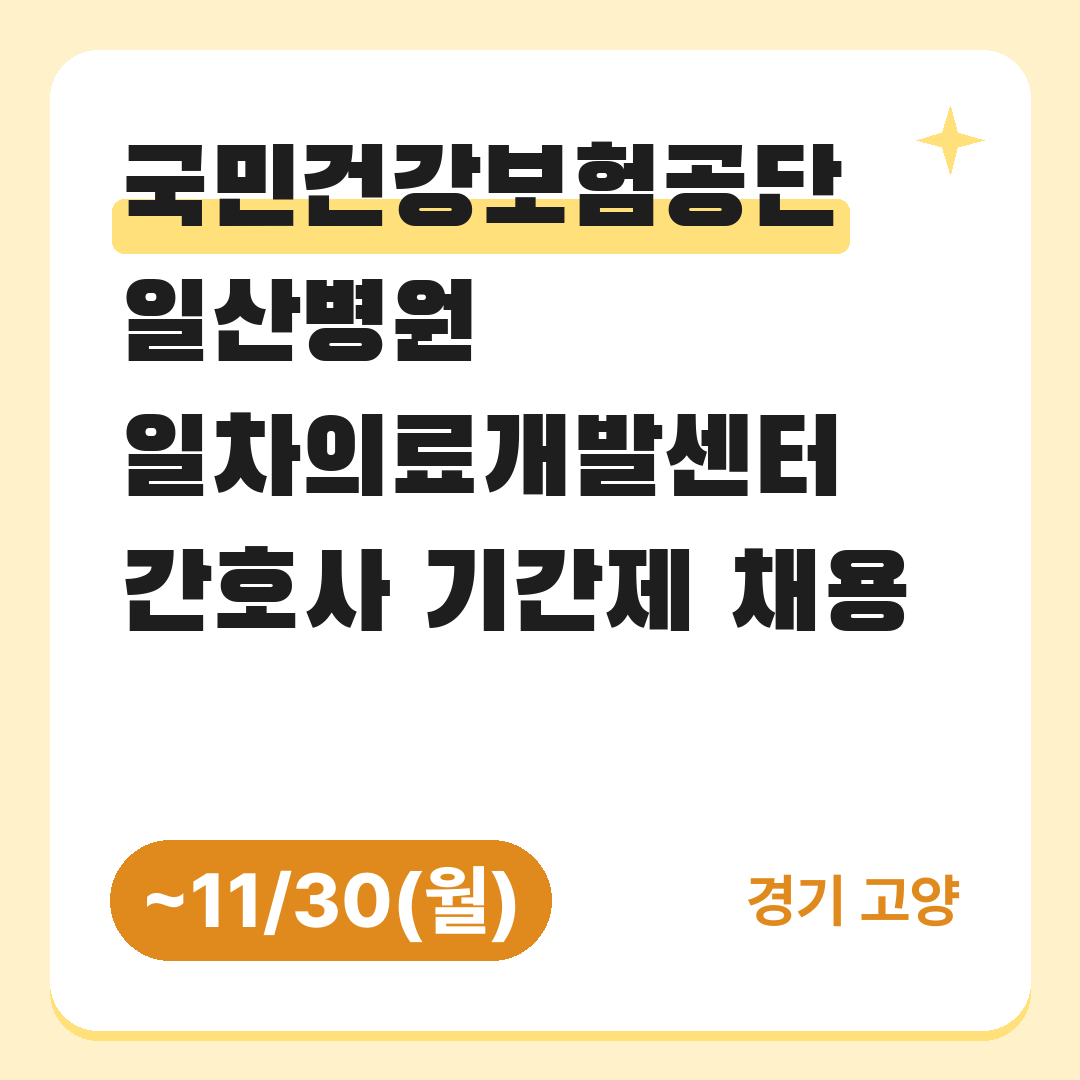 국민건강보험공단
일산병원
일차의료개발센터
간호사 기간제 채용
~11/30(월)
경기 고양